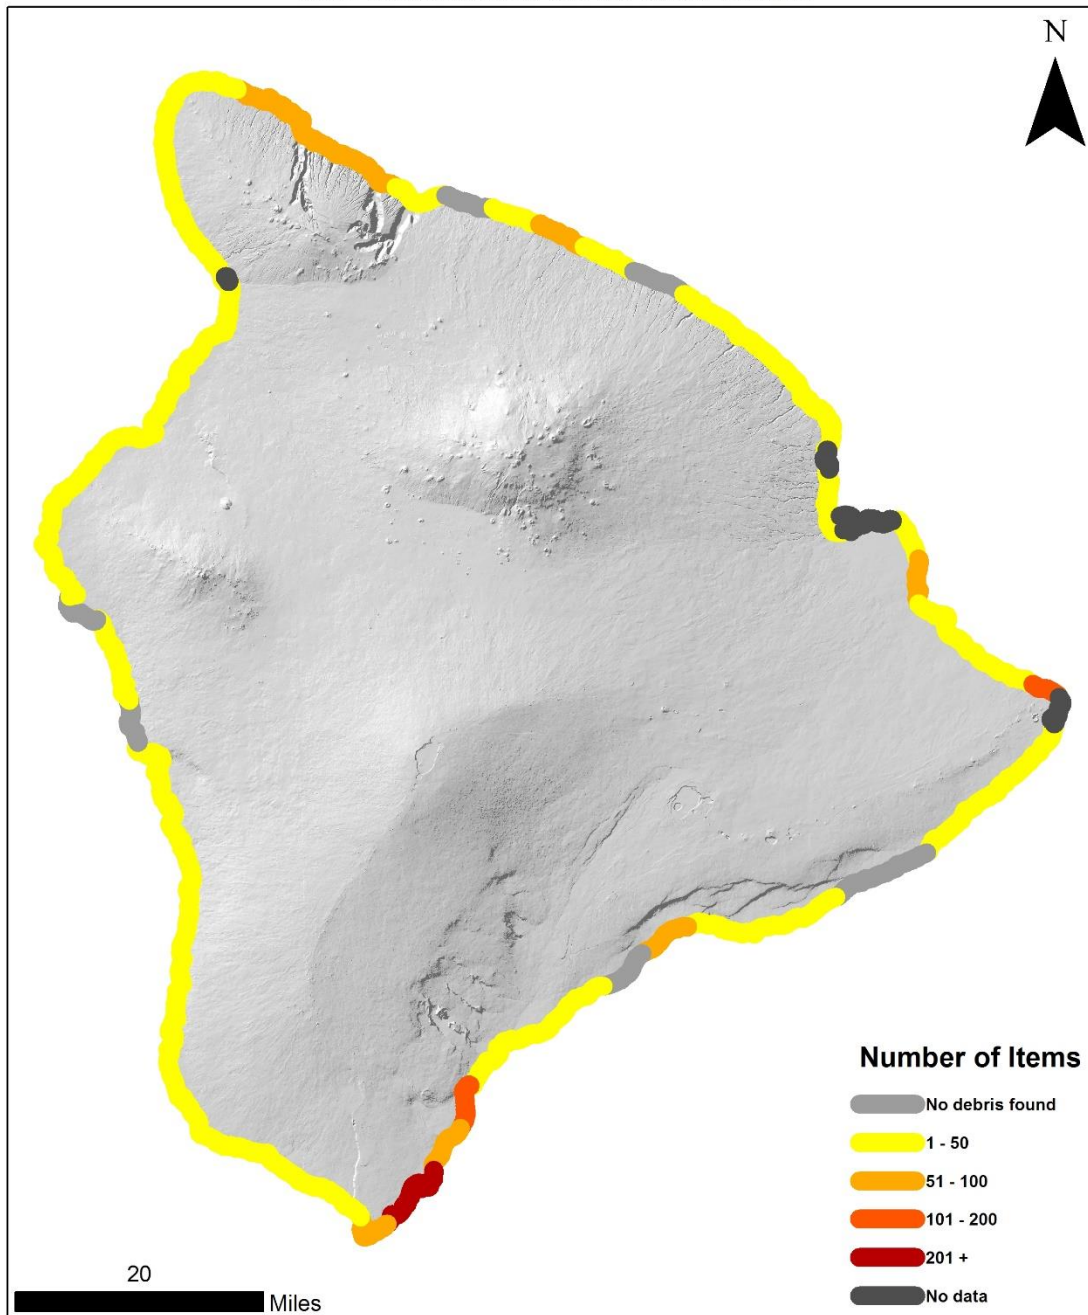 N
Number of Items
No debris found
1 - 50
51 - 100
101 - 200
201 +
No data
20
Miles